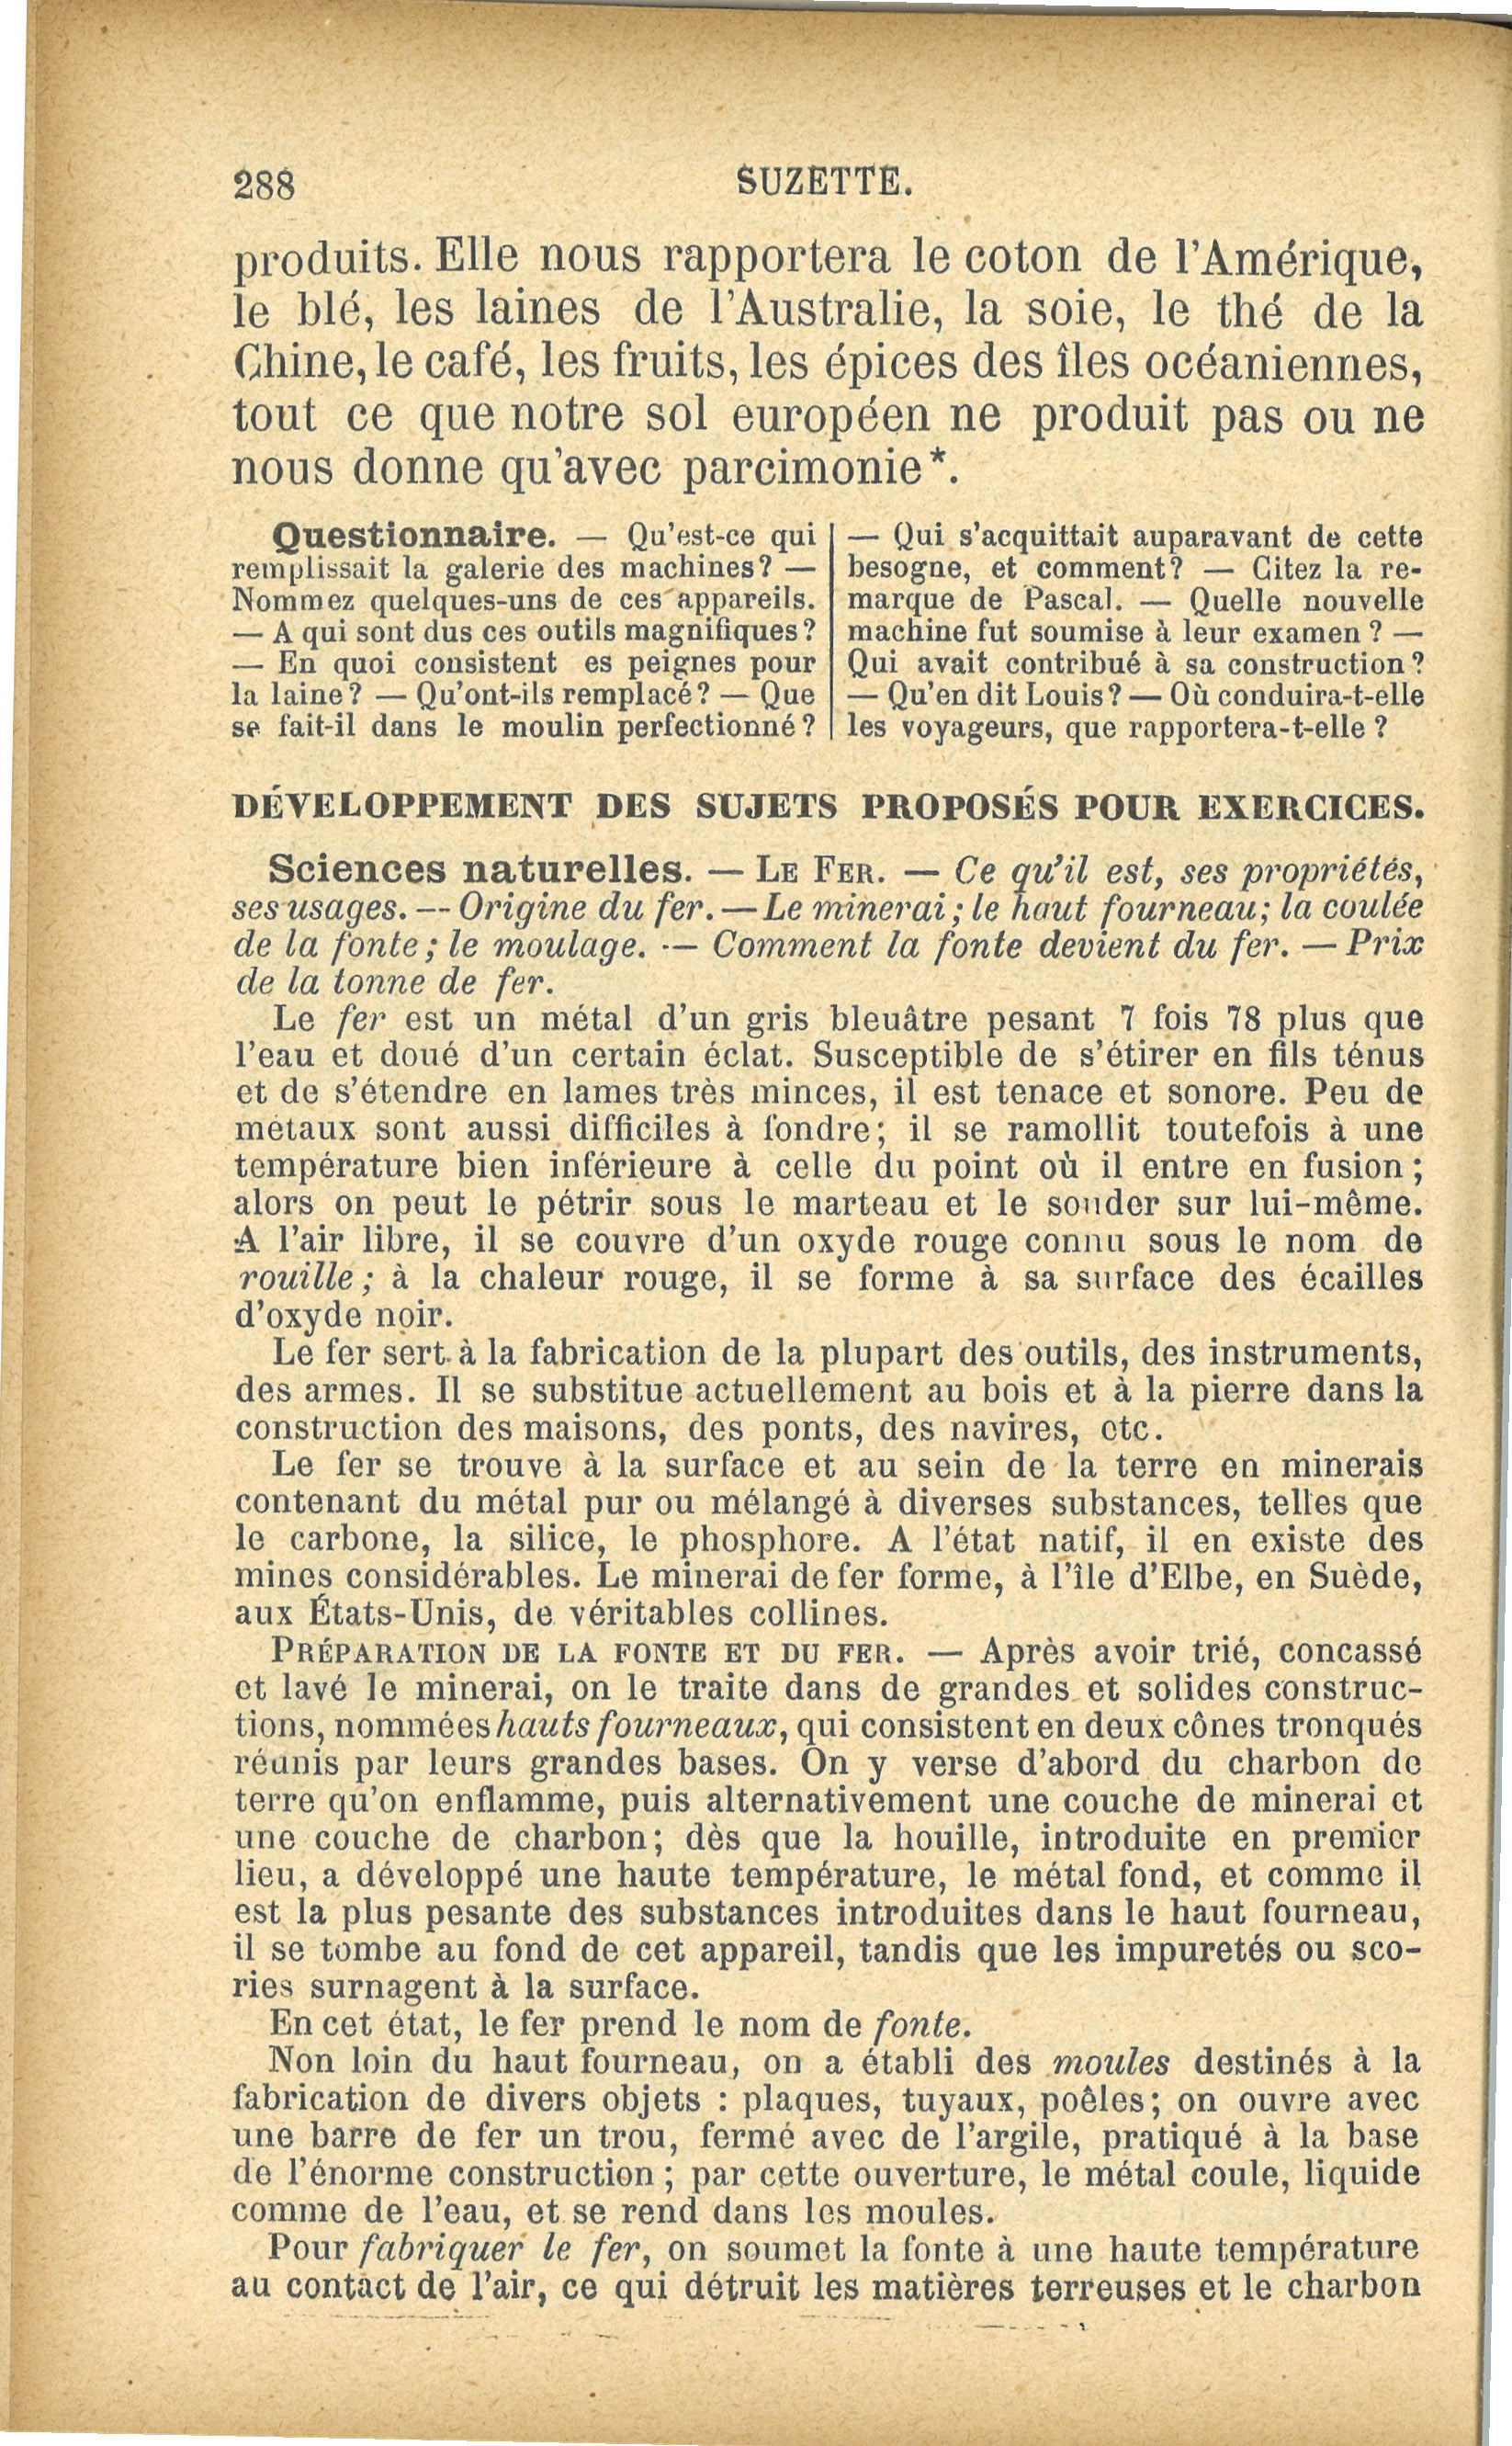 288 SUZETTE.
produits. Elle nous rapportera le coton de l'Amérique,
le blé, les laines de l'Australie, la soie, le thé de la
Chine, le café, les fruits, les épices des îles océaniennes,
tout ce que notre sol européen ne produit pas ou ne
nous donne qu'avec parcimonie*.
Questionnaire. — Qu'est-ce qui
remplissait la galerie des machines? —
Nommez quelques-uns de ces appareils.
— A qui sont dus ces outils magnifiques?
— En quoi consistent es peignes pour
la laine? — Qu'ont-ils remplacé? — Que
se fait-il dans le moulin perfectionné?
— Qui s'acquittait auparavant de cette
besogne, et comment? — Citez la re-
marque de Pascal. — Quelle nouvelle
machine fut soumise à leur examen? —
Qui avait contribué à sa construction?
— Qu'en dit Louis? — Où conduira-t-elle
les voyageurs, que rapportera-t-elle?
DÉVELOPPEMENT DES SUJETS PROPOSÉS POUR EXERCICES.
Sciences naturelles. — LE FER. — Ce qu'il est, ses propriétés,
ses usages. — Origine du fer. — Le minerai; le haut fourneau; la coulée
de la fonte; le moulage. — Comment la fonte devient du fer. — Prix
de la tonne de fer.
Le fer est un métal d'un gris bleuâtre pesant 7 fois 78 plus que
l'eau et doué d'un certain éclat. Susceptible de s'étirer en fils ténus
et de s'étendre en lames très minces, il est tenace et sonore. Peu de
métaux sont aussi difficiles à fondre; il se ramollit toutefois à une
température bien inférieure à celle du point où il entre en fusion;
alors on peut le pétrir sous le marteau et le souder sur lui-même.
A l'air libre, il se couvre d'un oxyde rouge connu sous le nom de
rouille; à la chaleur rouge, il se forme à sa surface des écailles
d'oxyde noir.
Le fer sert à la fabrication de la plupart des outils, des instruments,
des armes. Il se substitue actuellement au bois et à la pierre dans la
construction des maisons, des ponts, des navires, etc.
Le fer se trouve à la surface et au sein de la terre en minerais
contenant du métal pur ou mélangé à diverses substances, telles que
le carbone, la silice, le phosphore. A l'état natif, il en existe des
mines considérables. Le minerai de fer forme, à l'île d'Elbe, en Suède,
aux États-Unis, de véritables collines.
PRÉPARATION DE LA FONTE ET DU FER. — Après avoir trié, concassé
et lavé le minerai, on le traite dans de grandes et solides construc-
tions, nommées hauts fourneaux, qui consistent en deux cônes tronqués
réunis par leurs grandes bases. On y verse d'abord du charbon de
terre qu'on enflamme, puis alternativement une couche de minerai et
une couche de charbon; dès que la houille, introduite en premier
lieu, a développé une haute température, le métal fond, et comme il
est la plus pesante des substances introduites dans le haut fourneau,
il se tombe au fond de cet appareil, tandis que les impuretés ou sco-
ries surnagent à la surface.
En cet état, le fer prend le nom de fonte.
Non loin du haut fourneau, on a établi des moules destinés à la
fabrication de divers objets : plaques, tuyaux, poêles; on ouvre avec
une barre de fer un trou, fermé avec de l'argile, pratiqué à la base
de l'énorme construction; par cette ouverture, le métal coule, liquide
comme de l'eau, et se rend dans les moules.
Pour fabriquer le fer, on soumet la fonte à une haute température
au contact de l'air, ce qui détruit les matières terreuses et le charbon